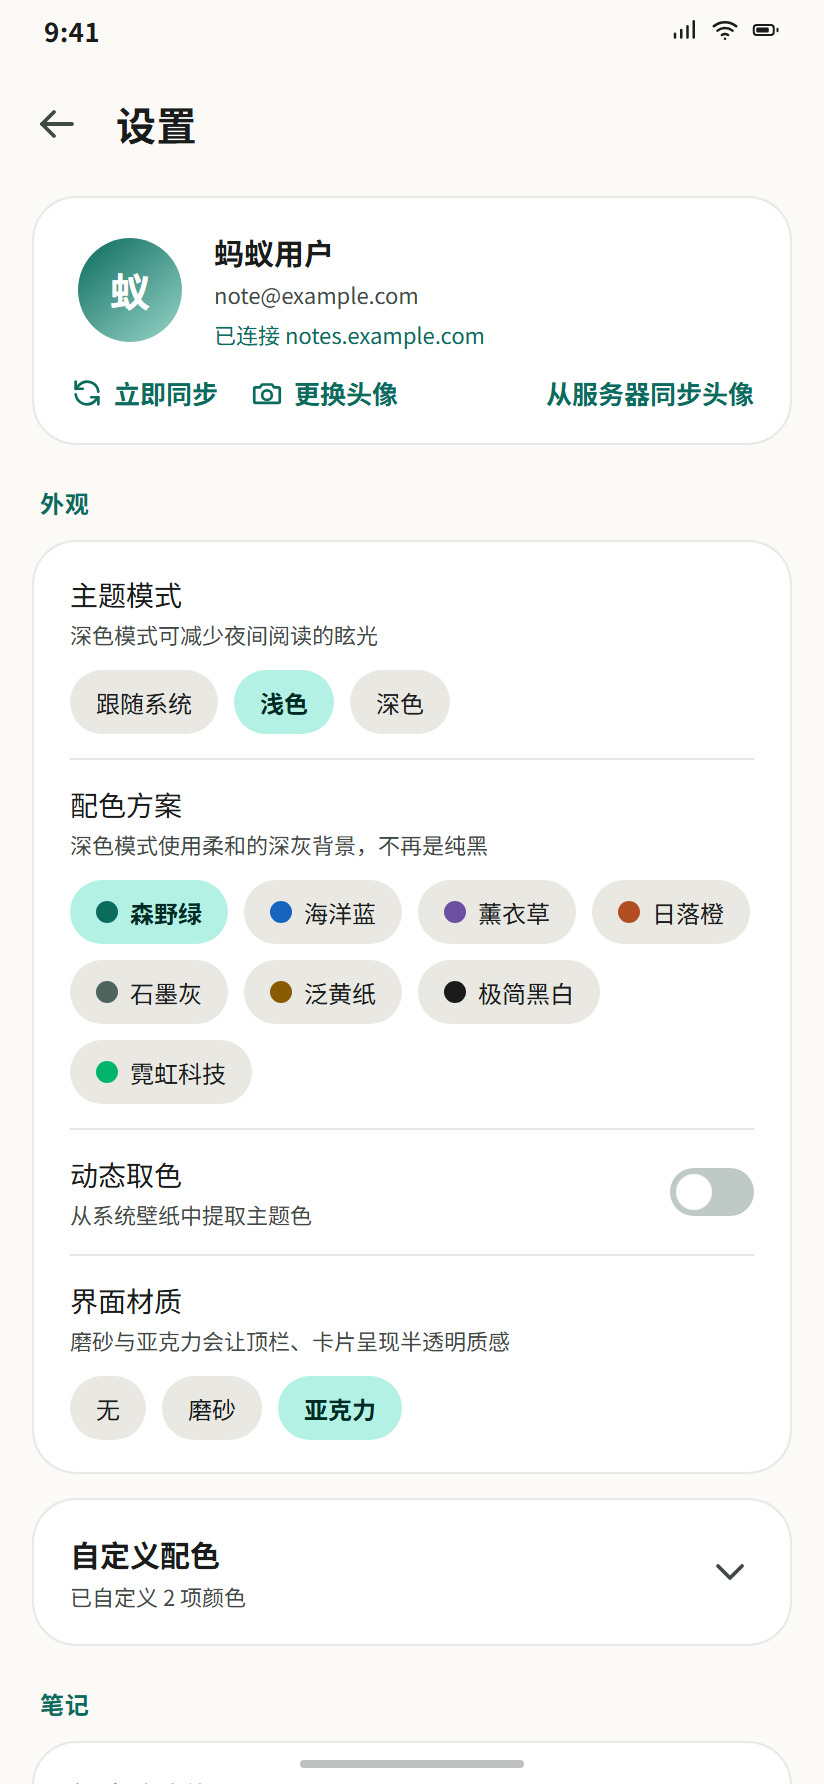 9:41
设置
蚁
蚂蚁用户
note@example.com
已连接 notes.example.com
立即同步 更换头像 从服务器同步头像
外观
主题模式
深色模式可减少夜间阅读的眩光
跟随系统 浅色 深色
配色方案
深色模式使用柔和的深灰背景，不再是纯黑
森野绿 海洋蓝 薰衣草 日落橙
石墨灰 泛黄纸 极简黑白
霓虹科技
动态取色
从系统壁纸中提取主题色
界面材质
磨砂与亚克力会让顶栏、卡片呈现半透明质感
无 磨砂 亚克力
自定义配色
已自定义 2 项颜色
笔记